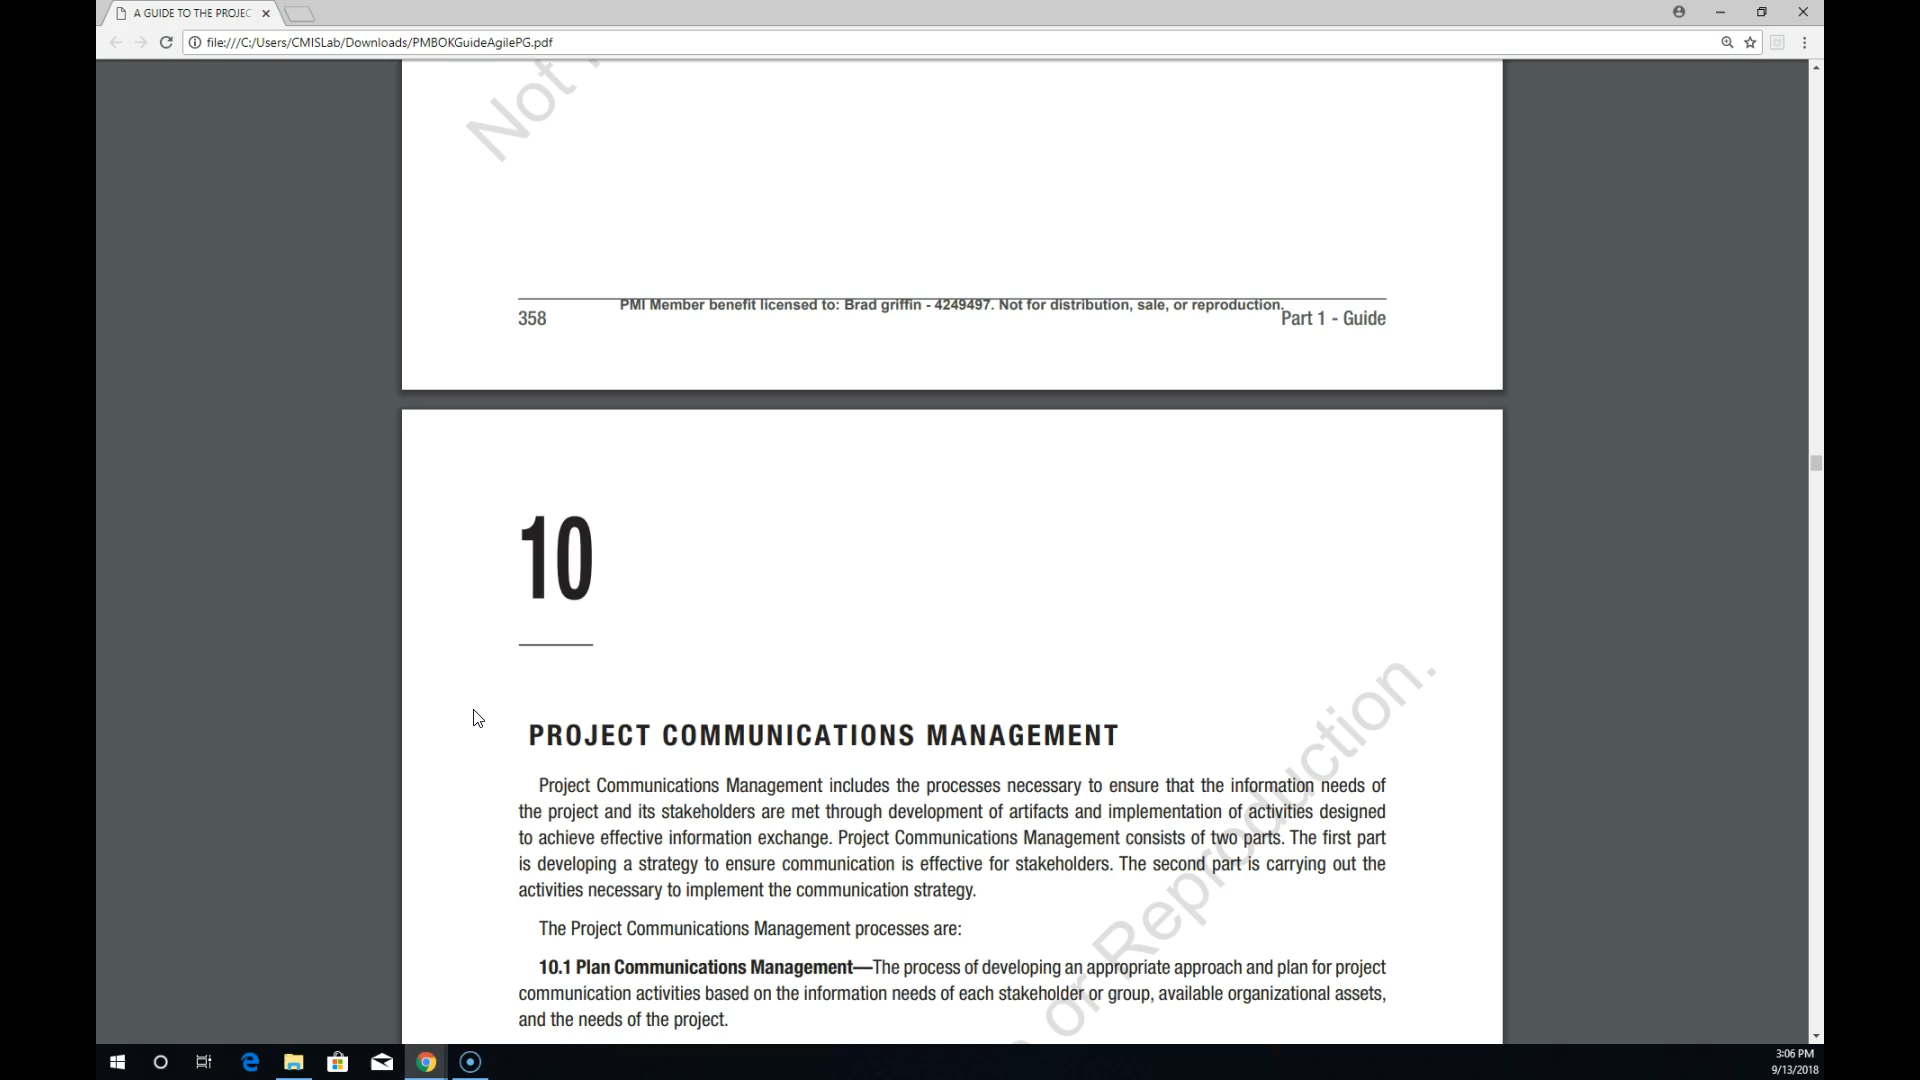 A GUIDE TO THE PROJEC
file:///C:/Users/CMISLab/Downloads/PMBOKGuideAgilePG.pdf
Not
PMI Member benefit licensed to: Brad griffin - 4249497. Not for distribution, sale, or reproduction.
358
Part 1 - Guide
10
PROJECT COMMUNICATIONS MANAGEMENT
Project Communications Management includes the processes necessary to ensure that the information needs of
the project and its stakeholders are met through development of artifacts and implementation of activities designed
to achieve effective information exchange. Project Communications Management consists of two parts. The first part
is developing a strategy to ensure communication is effective for stakeholders. The second part is carrying out the
activities necessary to implement the communication strategy.
The Project Communications Management processes are:
10.1 Plan Communications Management—The process of developing an appropriate approach and plan for project
communication activities based on the information needs of each stakeholder or group, available organizational assets,
and the needs of the project.
or Reproduction.
3:06 PM
9/13/2018